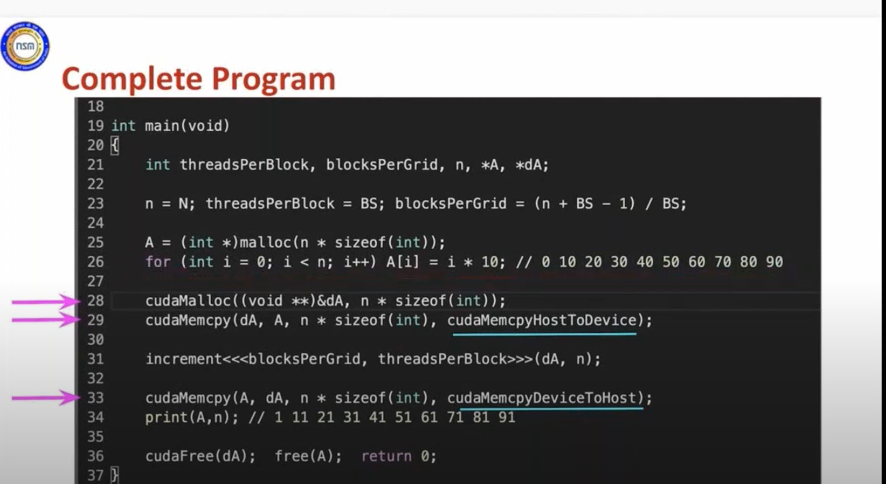 nsm
Complete Program
18
19 int main(void)
20 {
21     int threadsPerBlock, blocksPerGrid, n, *A, *dA;
22
23     n = N; threadsPerBlock = BS; blocksPerGrid = (n + BS - 1) / BS;
24
25     A = (int *)malloc(n * sizeof(int));
26     for (int i = 0; i < n; i++) A[i] = i * 10; // 0 10 20 30 40 50 60 70 80 90
27
28     cudaMalloc((void **)&dA, n * sizeof(int));
29     cudaMemcpy(dA, A, n * sizeof(int), cudaMemcpyHostToDevice);
30
31     increment<<<blocksPerGrid, threadsPerBlock>>>(dA, n);
32
33     cudaMemcpy(A, dA, n * sizeof(int), cudaMemcpyDeviceToHost);
34     print(A,n); // 1 11 21 31 41 51 61 71 81 91
35
36     cudaFree(dA);  free(A);  return 0;
37 }